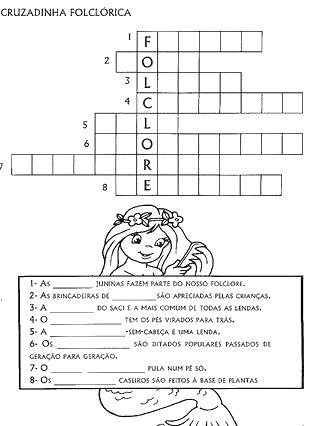 CRUZADINHA FOLCLÓRICA
1 F
2 O
3 L
4 C
5 L
6 O
7 R
8 E
1- As ________ JUNINAS FAZEM PARTE DO NOSSO FOLCLORE.
2- As BRINCADEIRAS DE ________ SÃO APRECIADAS PELAS CRIANÇAS.
3- A ________ DO SACI E A MAIS COMUM DE TODAS AS LENDAS.
4- O ________ TEM OS PÉS VIRADOS PARA TRÁS.
5- A ________ -SEM-CABEÇA E UMA LENDA.
6- Os ________ SÃO DITADOS POPULARES PASSADOS DE
GERAÇÃO PARA GERAÇÃO.
7- O ________ ________ PULA NUM PÉ SÓ.
8- Os ________ CASEIROS SÃO FEITOS À BASE DE PLANTAS